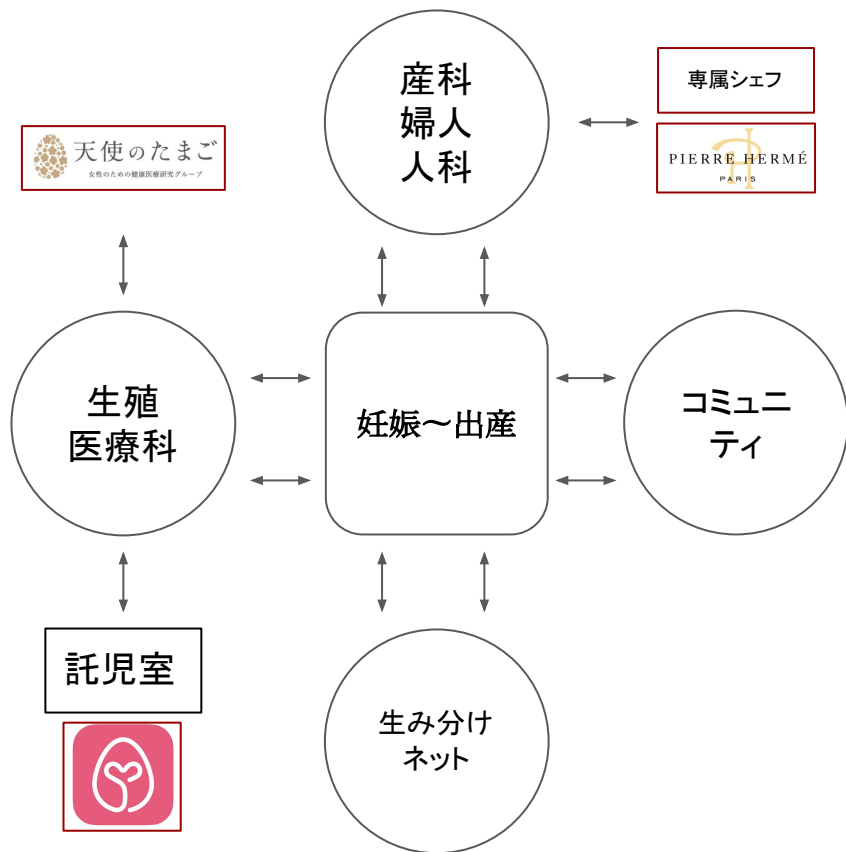 産科
婦人
人科
専属シェフ
天使のたまご
女性のための健康医療研究グループ
PIERRE HERMÉ
PARIS
生殖
医療科
妊娠～出産
コミュニ
ティ
託児室
生み分け
ネット